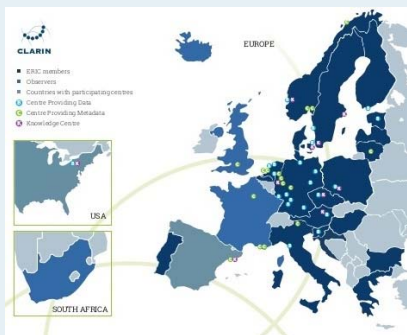 CLARIN
EUROPE
ERIC members
Observers
Countries with participating centres
B Centre Providing Data
C Centre Providing Metadata
K Knowledge Centre
USA
SOUTH AFRICA